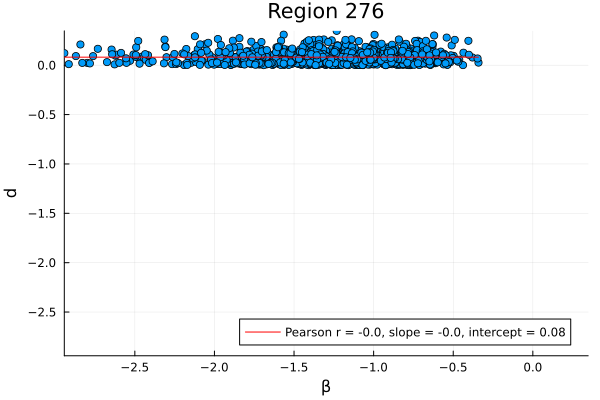 Region 276
0.0
−0.5
−1.0
−1.5
−2.0
−2.5
d
Pearson r = -0.0, slope = -0.0, intercept = 0.08
−2.5 −2.0 −1.5 −1.0 −0.5 0.0
β